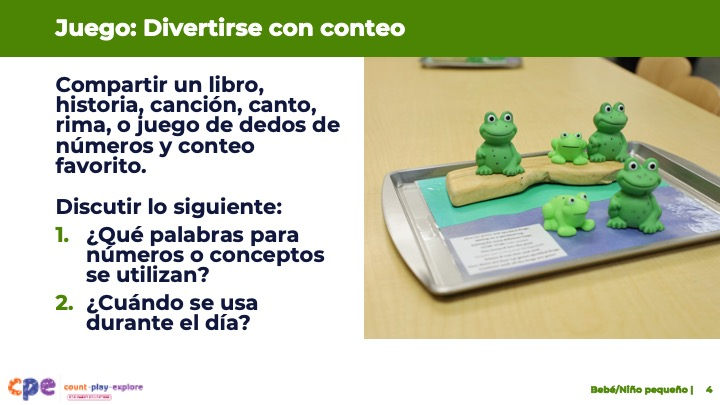 Juego: Divertirse con conteo
Compartir un libro,
historia, canción, canto,
rima, o juego de dedos de
números y conteo
favorito.
Discutir lo siguiente:
1. ¿Qué palabras para
números o conceptos
se utilizan?
2. ¿Cuándo se usa
durante el día?
cpe count·play·explore
Bebé/Niño pequeño | 4